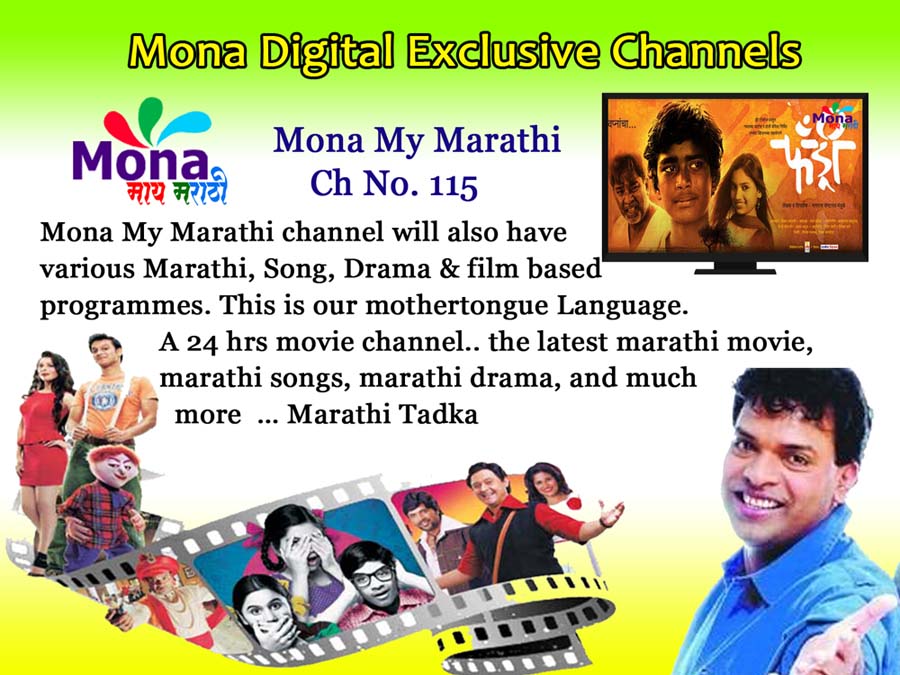 Mona Digital Exclusive Channels
Mona
माय मराठी
Mona My Marathi
Ch No. 115
Mona
माय मराठी
फँड्री
Mona My Marathi channel will also have
various Marathi, Song, Drama & film based
programmes. This is our mothertongue Language.
A 24 hrs movie channel.. the latest marathi movie,
marathi songs, marathi drama, and much
more ... Marathi Tadka